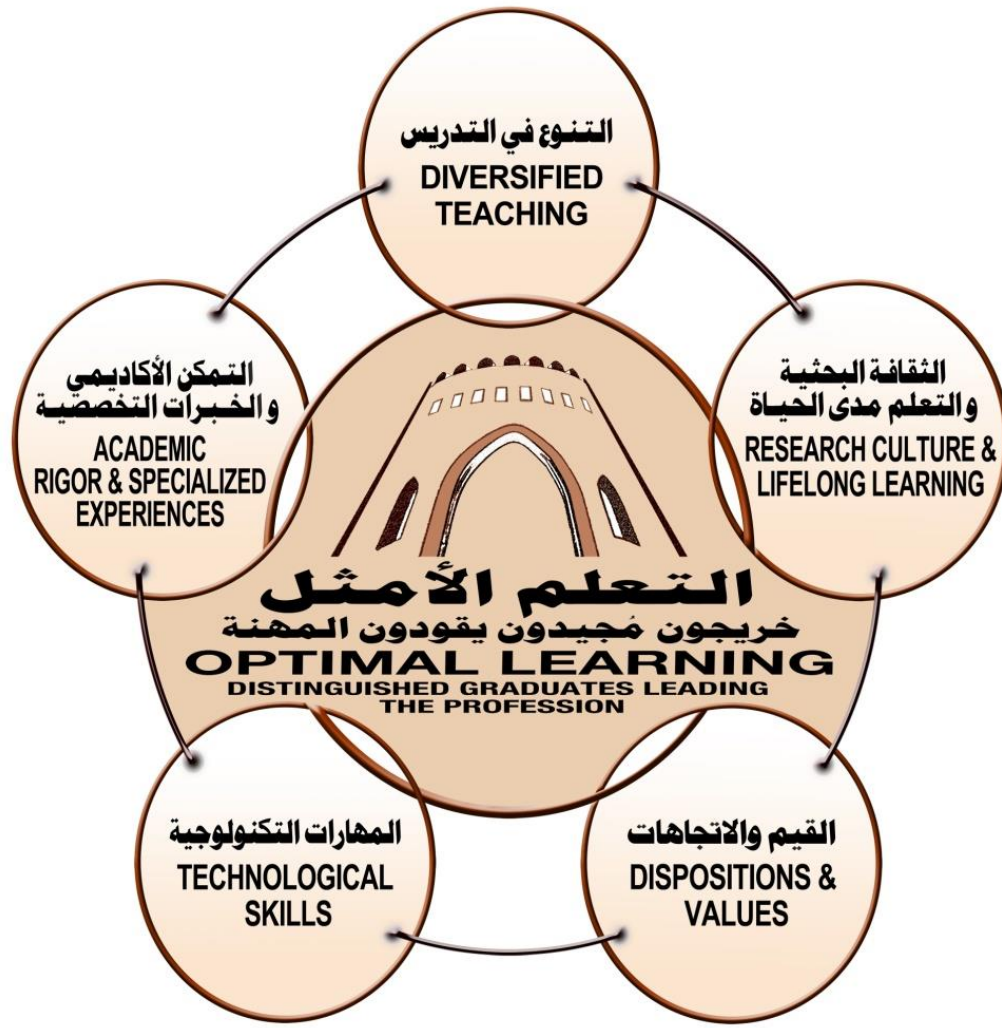 التنوع في التدريس
DIVERSIFIED
TEACHING
التمكن الأكاديمي
و الخبرات التخصصية
ACADEMIC
RIGOR & SPECIALIZED
EXPERIENCES
الثقافة البحثية
والتعلم مدى الحياة
RESEARCH CULTURE &
LIFELONG LEARNING
التعلم الأمثل
خريجون مُجيدون يقودون المهنة
OPTIMAL LEARNING
DISTINGUISHED GRADUATES LEADING
THE PROFESSION
المهارات التكنولوجية
TECHNOLOGICAL
SKILLS
القيم والاتجاهات
DISPOSITIONS &
VALUES